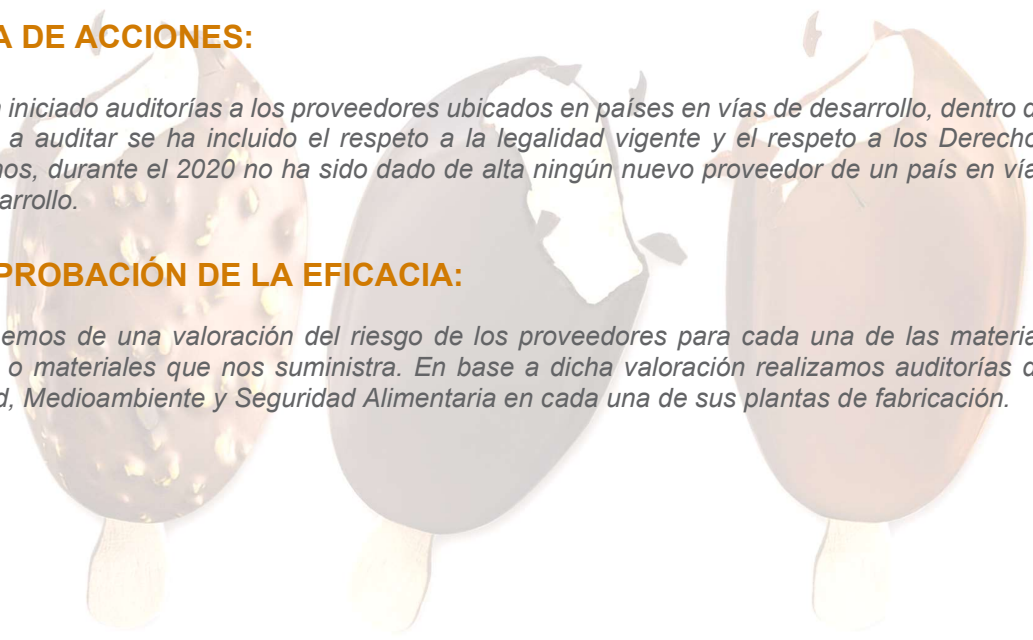 A DE ACCIONES:
iniciado auditorías a los proveedores ubicados en países en vías de desarrollo, dentro d
a auditar se ha incluido el respeto a la legalidad vigente y el respeto a los Derecho
nos, durante el 2020 no ha sido dado de alta ningún nuevo proveedor de un país en vía
arrollo.
PROBACIÓN DE LA EFICACIA:
emos de una valoración del riesgo de los proveedores para cada una de las materia
o materiales que nos suministra. En base a dicha valoración realizamos auditorías d
d, Medioambiente y Seguridad Alimentaria en cada una de sus plantas de fabricación.